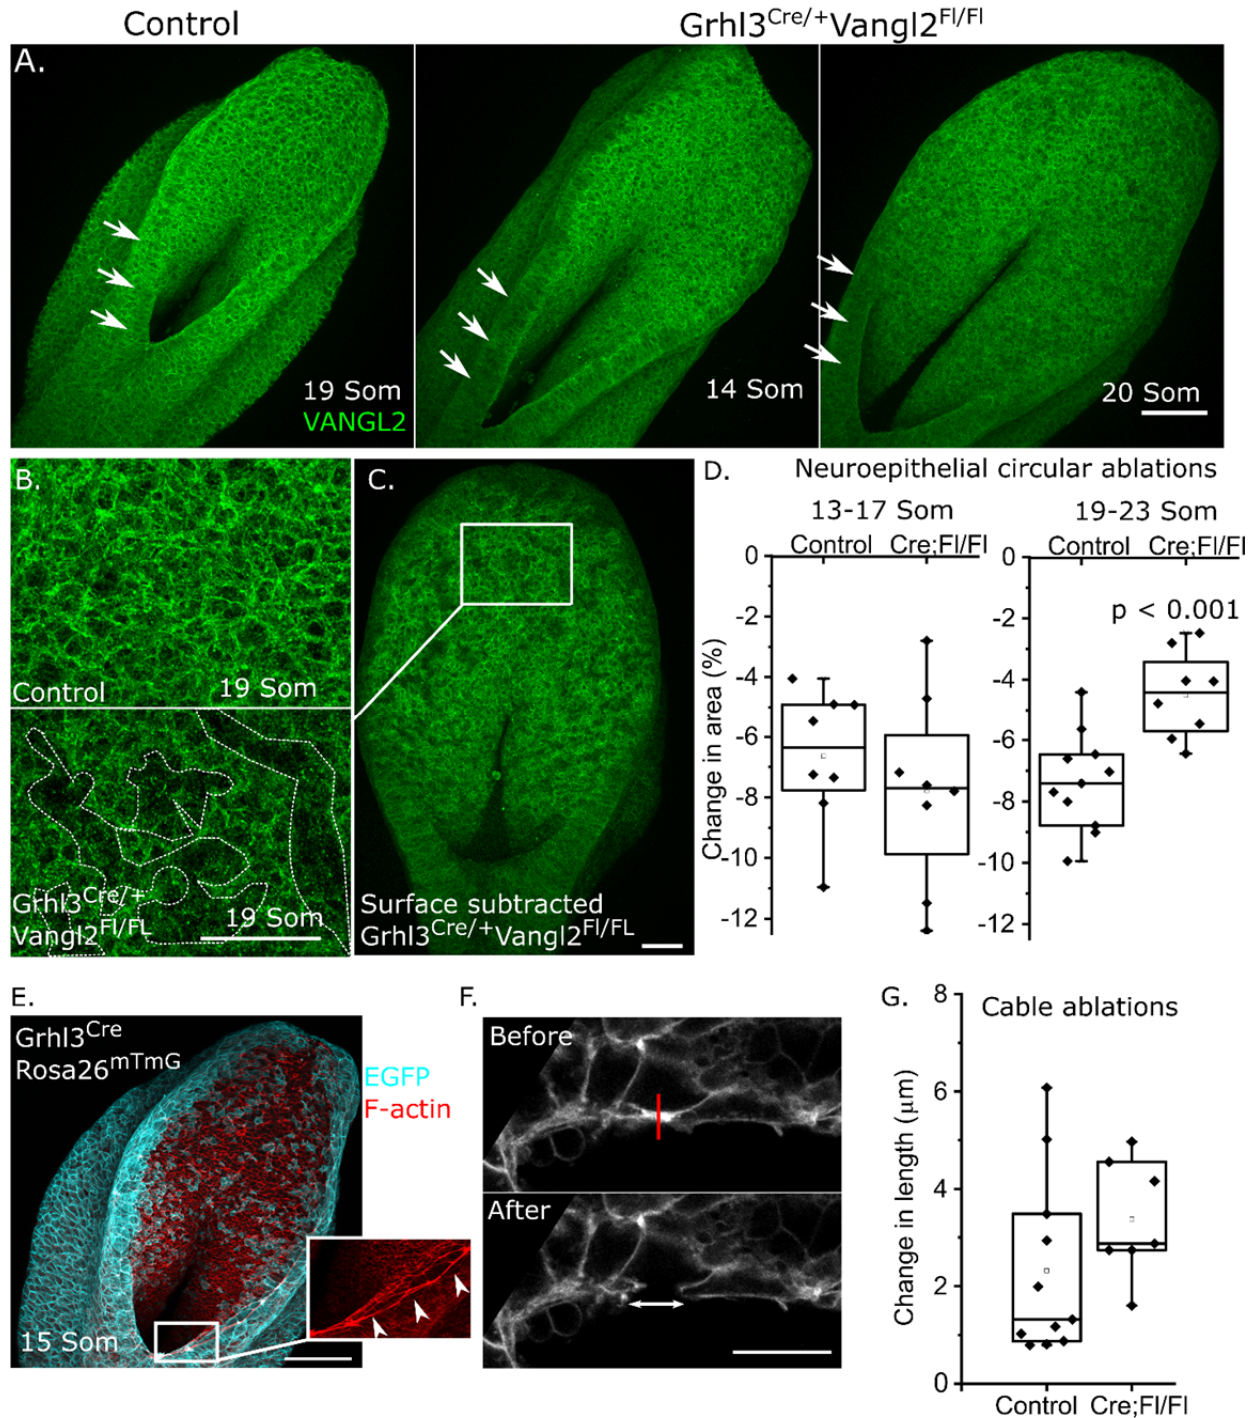 Control
Grhl3Cre/+Vangl2Fl/Fl
A.
19 Som
VANGL2
14 Som
20 Som
B.
Control
19 Som
Grhl3Cre/+
Vangl2Fl/FL
19 Som
C.
Surface subtracted
Grhl3Cre/+Vangl2Fl/FL
D.
Neuroepithelial circular ablations
13-17 Som
19-23 Som
Control
Cre;Fl/Fl
Control
Cre;Fl/Fl
Change in area (%)
0
-2
-4
-6
-8
-10
-12
0
-2
-4
-6
-8
-10
-12
p < 0.001
E.
Grhl3Cre
Rosa26mTmG
EGFP
F-actin
15 Som
F.
Before
After
G.
Cable ablations
Change in length (μm)
8
6
4
2
0
Control
Cre;Fl/Fl